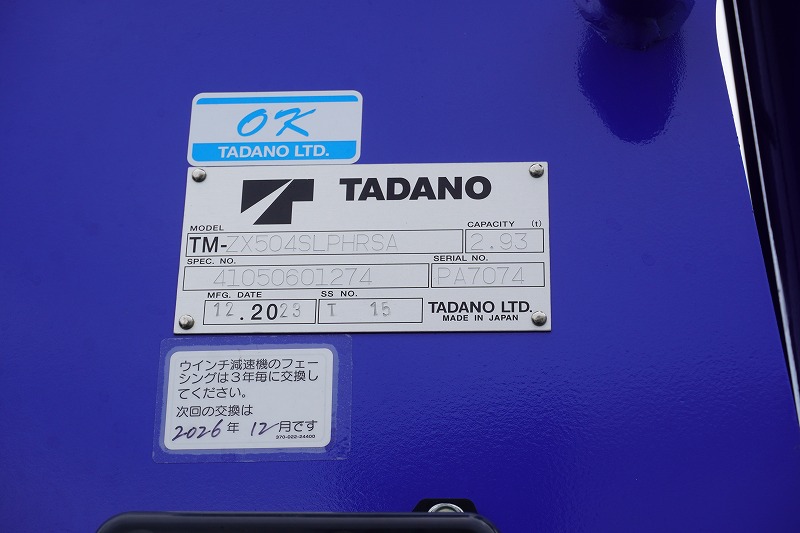 OK
TADANO LTD.
TADANO
MODEL
TM-ZX504SLPHRSA
CAPACITY (t)
2.93
SPEC. NO.
41050601274
SERIAL NO.
PA7074
MFG. DATE
12.2023
SS NO.
T 15
TADANO LTD.
MADE IN JAPAN
ウインチ減速機のフェー
シングは3年毎に交換し
てください。
次回の交換は
2026年 12月です
370-022-24400